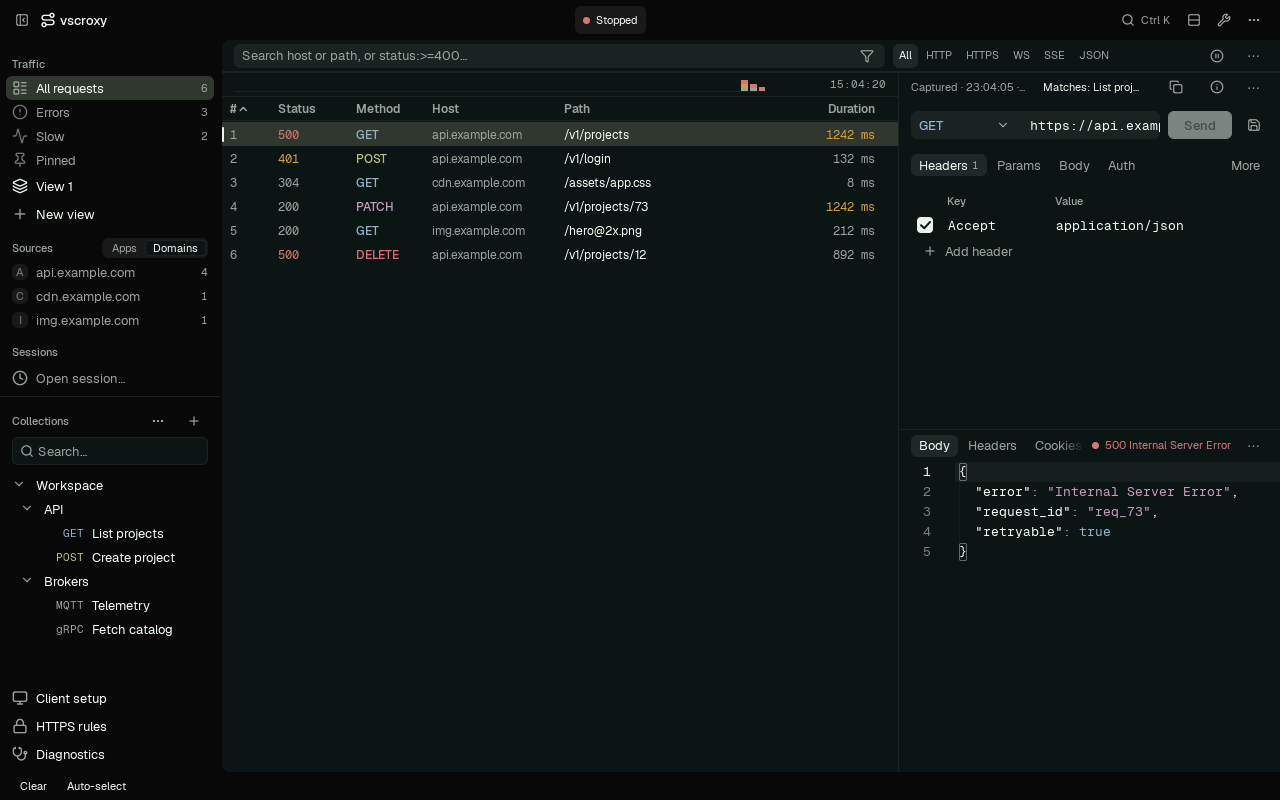 vscroxy
Stopped
Ctrl K
Traffic
All requests 6
Errors 3
Slow 2
Pinned
View 1
New view
Sources Apps Domains
A api.example.com 4
C cdn.example.com 1
I img.example.com 1
Sessions
Open session…
Collections
Search…
Workspace
API
GET List projects
POST Create project
Brokers
MQTT Telemetry
gRPC Fetch catalog
Client setup
HTTPS rules
Diagnostics
Clear Auto-select
Search host or path, or status:>=400…
All HTTP HTTPS WS SSE JSON
15:04:20
# Status Method Host Path Duration
1 500 GET api.example.com /v1/projects 1242 ms
2 401 POST api.example.com /v1/login 132 ms
3 304 GET cdn.example.com /assets/app.css 8 ms
4 200 PATCH api.example.com /v1/projects/73 1242 ms
5 200 GET img.example.com /hero@2x.png 212 ms
6 500 DELETE api.example.com /v1/projects/12 892 ms
Captured · 23:04:05 ·… Matches: List proj…
GET https://api.examp Send
Headers 1 Params Body Auth More
Key Value
Accept application/json
Add header
Body Headers Cookies 500 Internal Server Error
1 {
2 "error": "Internal Server Error",
3 "request_id": "req_73",
4 "retryable": true
5 }